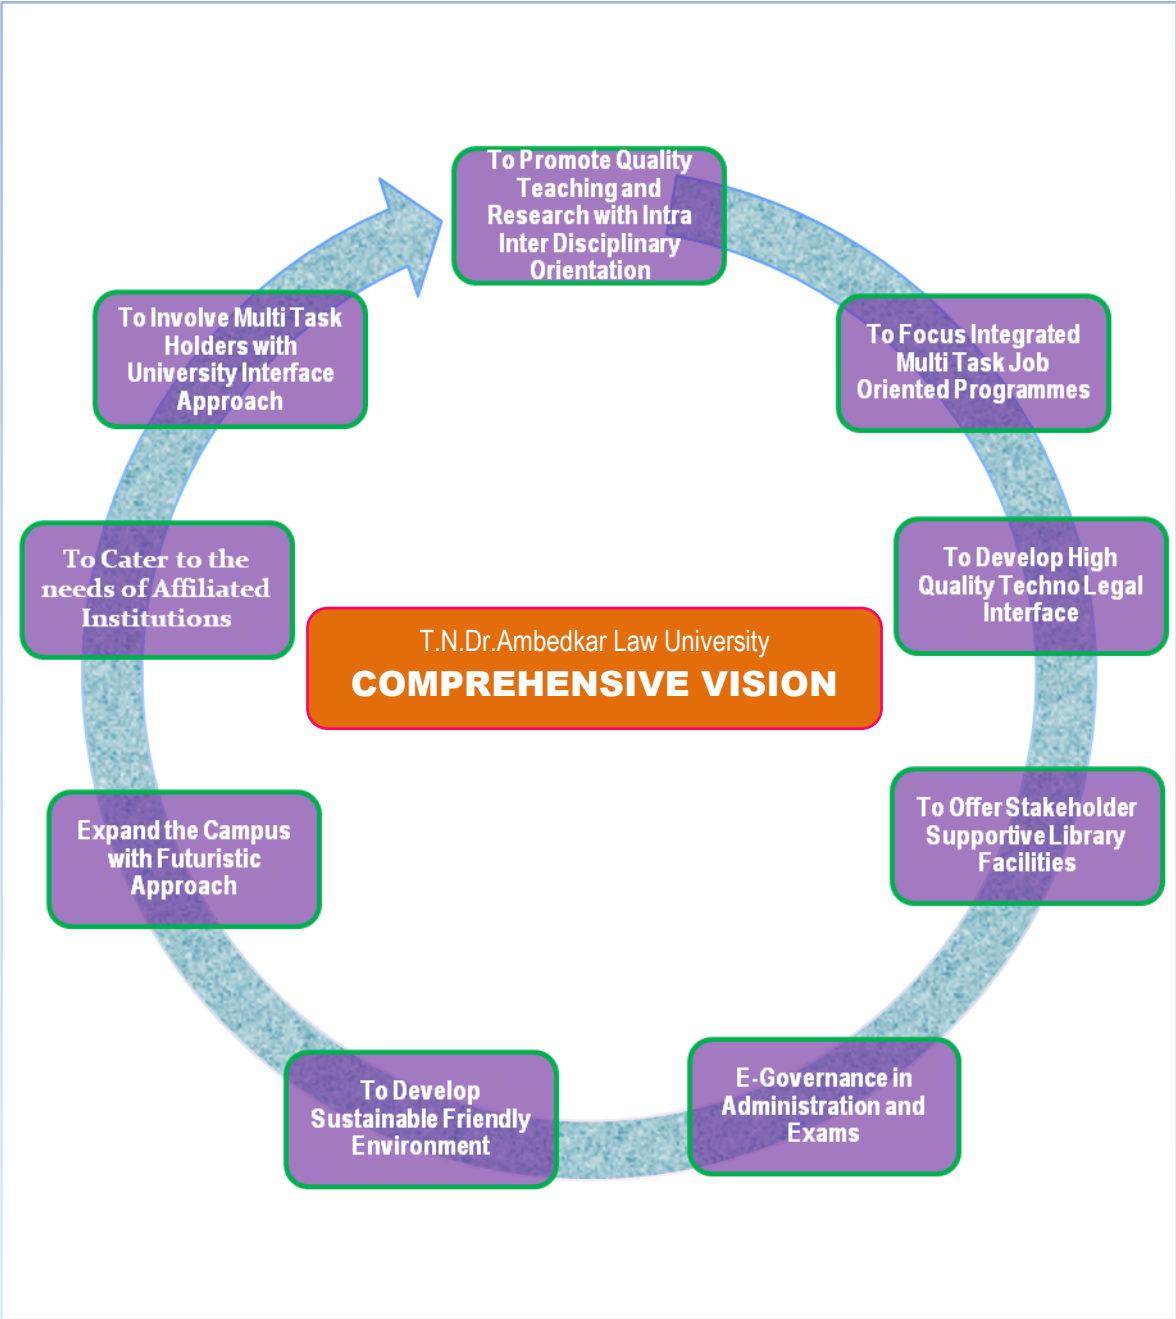 To Promote Quality
Teaching and
Research with Intra
Inter Disciplinary
Orientation
To Focus Integrated
Multi Task Job
Oriented Programmes
To Develop High
Quality Techno Legal
Interface
To Offer Stakeholder
Supportive Library
Facilities
E-Governance in
Administration and
Exams
To Develop
Sustainable Friendly
Environment
Expand the Campus
with Futuristic
Approach
To Cater to the
needs of Affiliated
Institutions
To Involve Multi Task
Holders with
University Interface
Approach
T.N.Dr.Ambedkar Law University
COMPREHENSIVE VISION